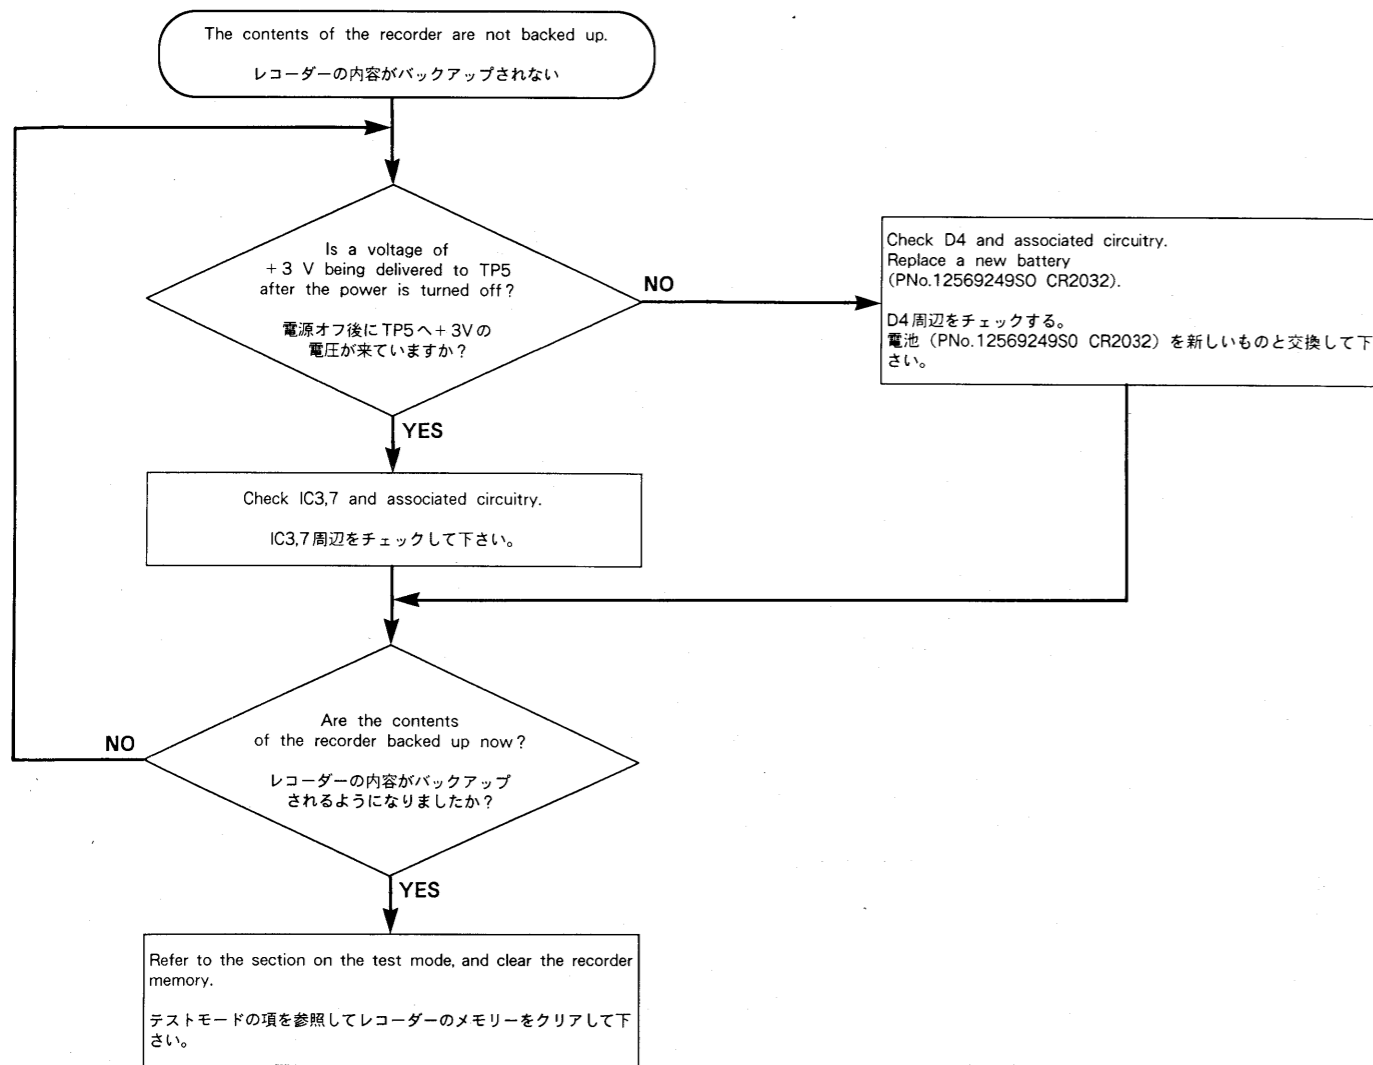 The contents of the recorder are not backed up.
レコーダーの内容がバックアップされない
Is a voltage of
+3 V being delivered to TP5
after the power is turned off?
電源オフ後にTP5へ+3Vの
電圧が来ていますか?
NO
Check D4 and associated circuitry.
Replace a new battery
(PNo.12569249S0 CR2032).
D4周辺をチェックする。
電池（PNo.12569249S0 CR2032）を新しいものと交換して下
さい。
YES
Check IC3,7 and associated circuitry.
IC3,7周辺をチェックして下さい。
Are the contents
of the recorder backed up now?
レコーダーの内容がバックアップ
されるようになりましたか?
NO
YES
Refer to the section on the test mode, and clear the recorder
memory.
テストモードの項を参照してレコーダーのメモリーをクリアして下
さい。